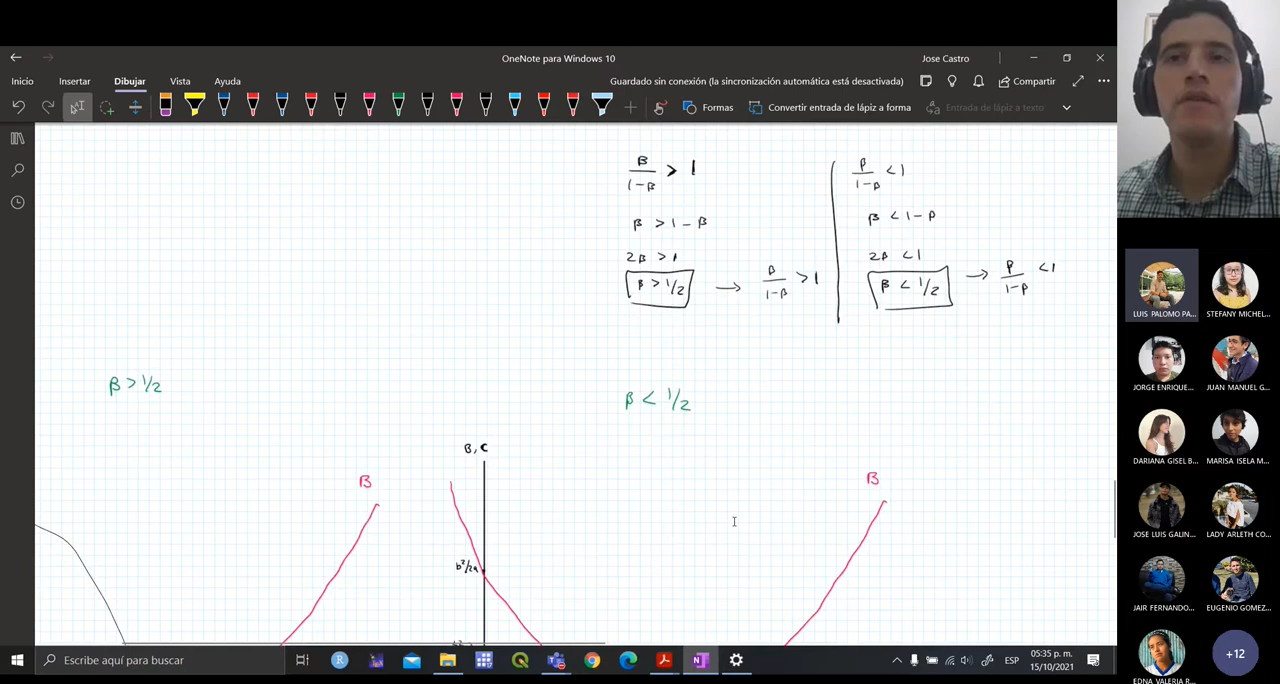 OneNote para Windows 10
Jose Castro
Inicio
Insertar
Dibujar
Vista
Ayuda
Guardado sin conexión (la sincronización automática está desactivada)
Compartir
Formas
Convertir entrada de lápiz a forma
Entrada de lápiz a texto
β/1-β > 1
β > 1 - β
2β > 1
β > 1/2 → β/1-β > 1
β/1-β < 1
β < 1 - β
2β < 1
β < 1/2 → β/1-β < 1
β > 1/2
β < 1/2
B, C
B
b²/2a
B
LUIS PALOMO PA...
STEFANY MICHEL...
JORGE ENRIQUE...
JUAN MANUEL G...
DARIANA GISEL B...
MARISA ISELA M...
JOSE LUIS GALIN...
LADY ARLETH CO...
JAIR FERNANDO...
EUGENIO GOMEZ...
EDNA VALERIA R...
+12
Escribe aquí para buscar
ESP
05:35 p. m.
15/10/2021